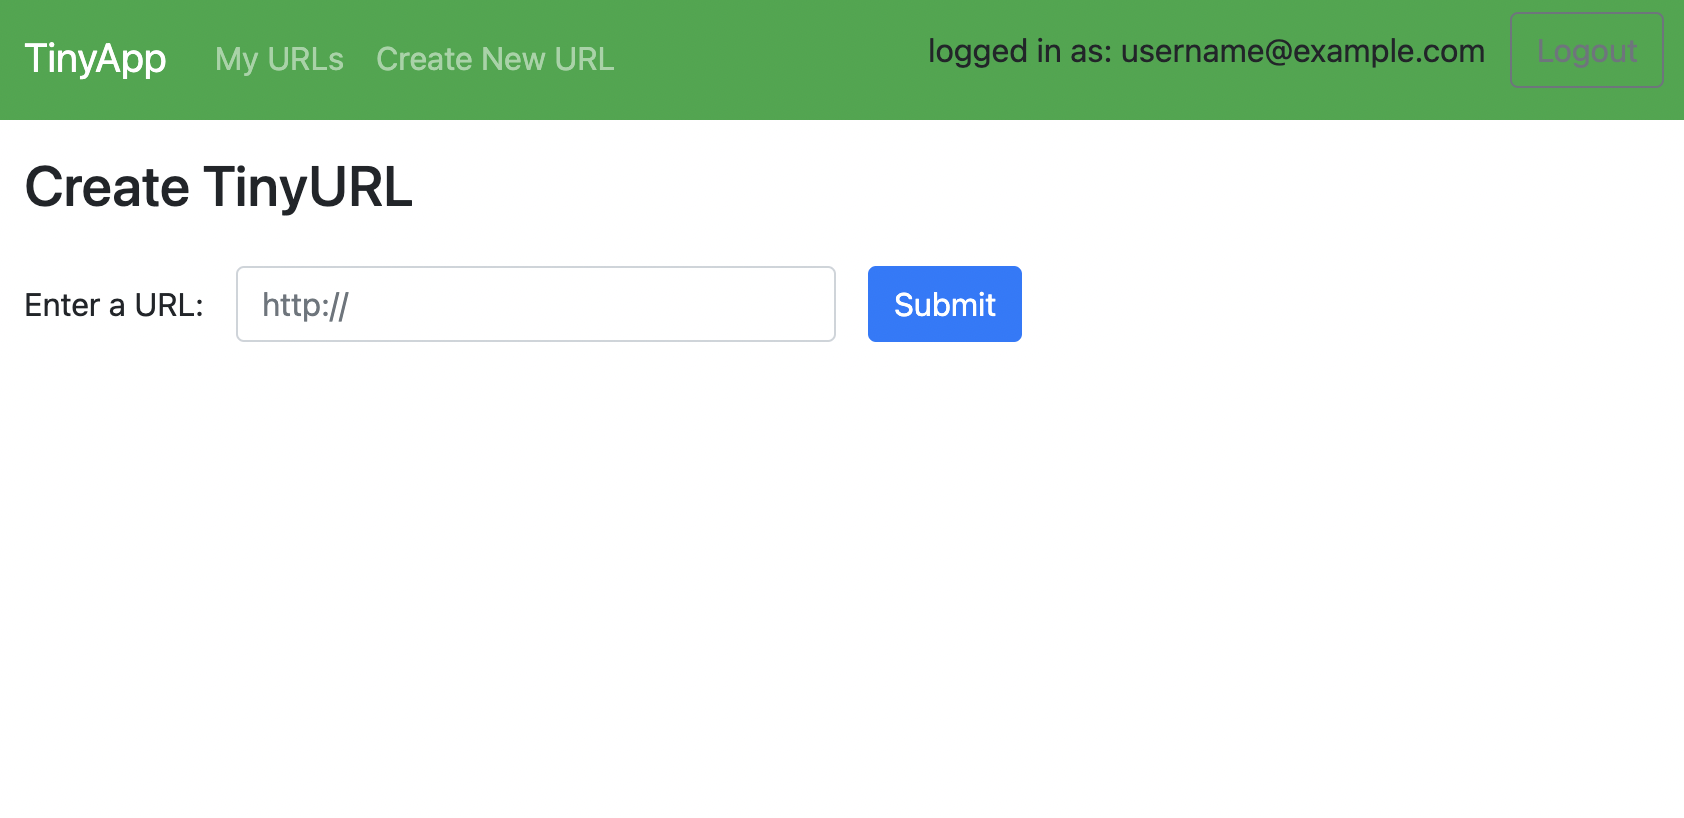 TinyApp My URLs Create New URL logged in as: username@example.com Logout
Create TinyURL
Enter a URL: http:// Submit